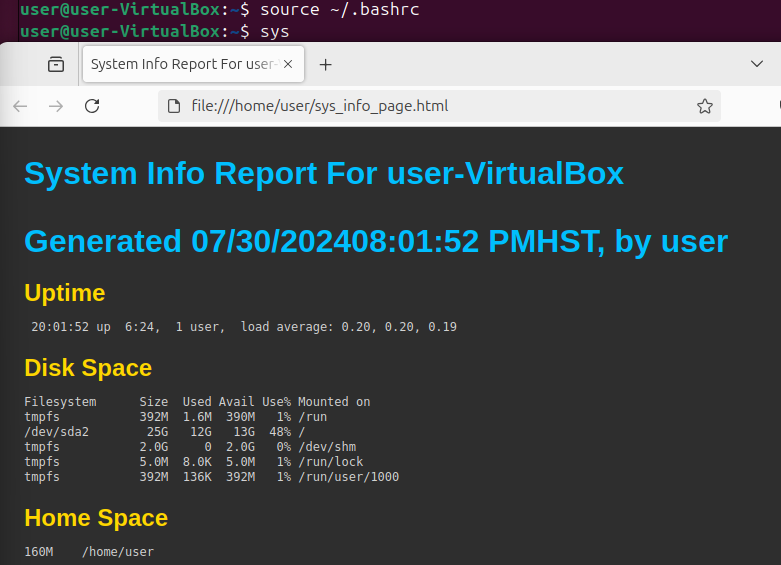 user@user-VirtualBox:~$ source ~/.bashrc
user@user-VirtualBox:~$ sys
System Info Report For user-
file:///home/user/sys_info_page.html
System Info Report For user-VirtualBox
Generated 07/30/202408:01:52 PMHST, by user
Uptime
 20:01:52 up  6:24,  1 user,  load average: 0.20, 0.20, 0.19
Disk Space
Filesystem      Size  Used Avail Use% Mounted on
tmpfs           392M  1.6M  390M   1% /run
/dev/sda2        25G   12G   13G  48% /
tmpfs           2.0G     0  2.0G   0% /dev/shm
tmpfs           5.0M  8.0K  5.0M   1% /run/lock
tmpfs           392M  136K  392M   1% /run/user/1000
Home Space
160M    /home/user